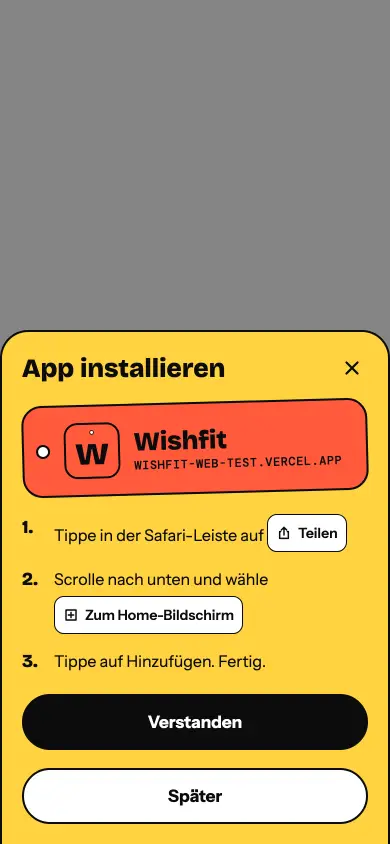 App installieren
W
Wishfit
WISHFIT-WEB-TEST.VERCEL.APP
1. Tippe in der Safari-Leiste auf Teilen
2. Scrolle nach unten und wähle
Zum Home-Bildschirm
3. Tippe auf Hinzufügen. Fertig.
Verstanden
Später